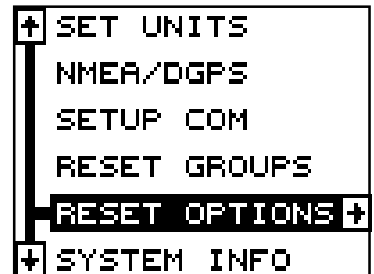 SET UNITS
NMEA/DGPS
SETUP COM
RESET GROUPS
RESET OPTIONS
SYSTEM INFO